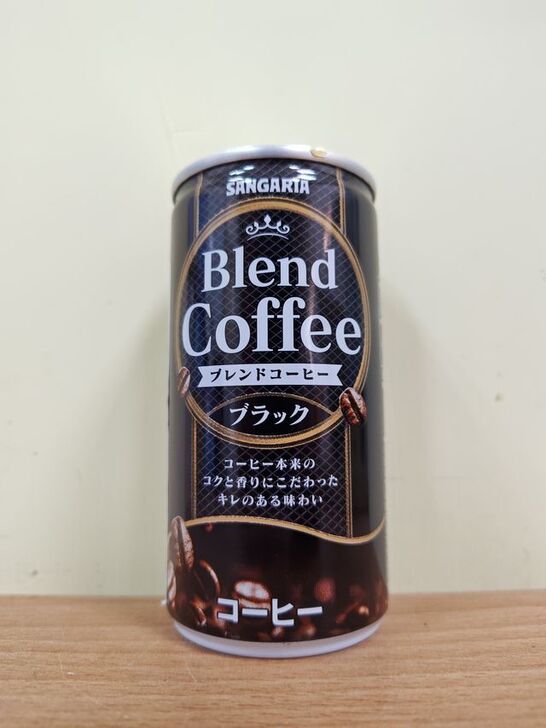 SANGARIA
Blend
Coffee
ブレンドコーヒー
ブラック
コーヒー本来の
コクと香りにこだわった
キレのある味わい
コーヒー